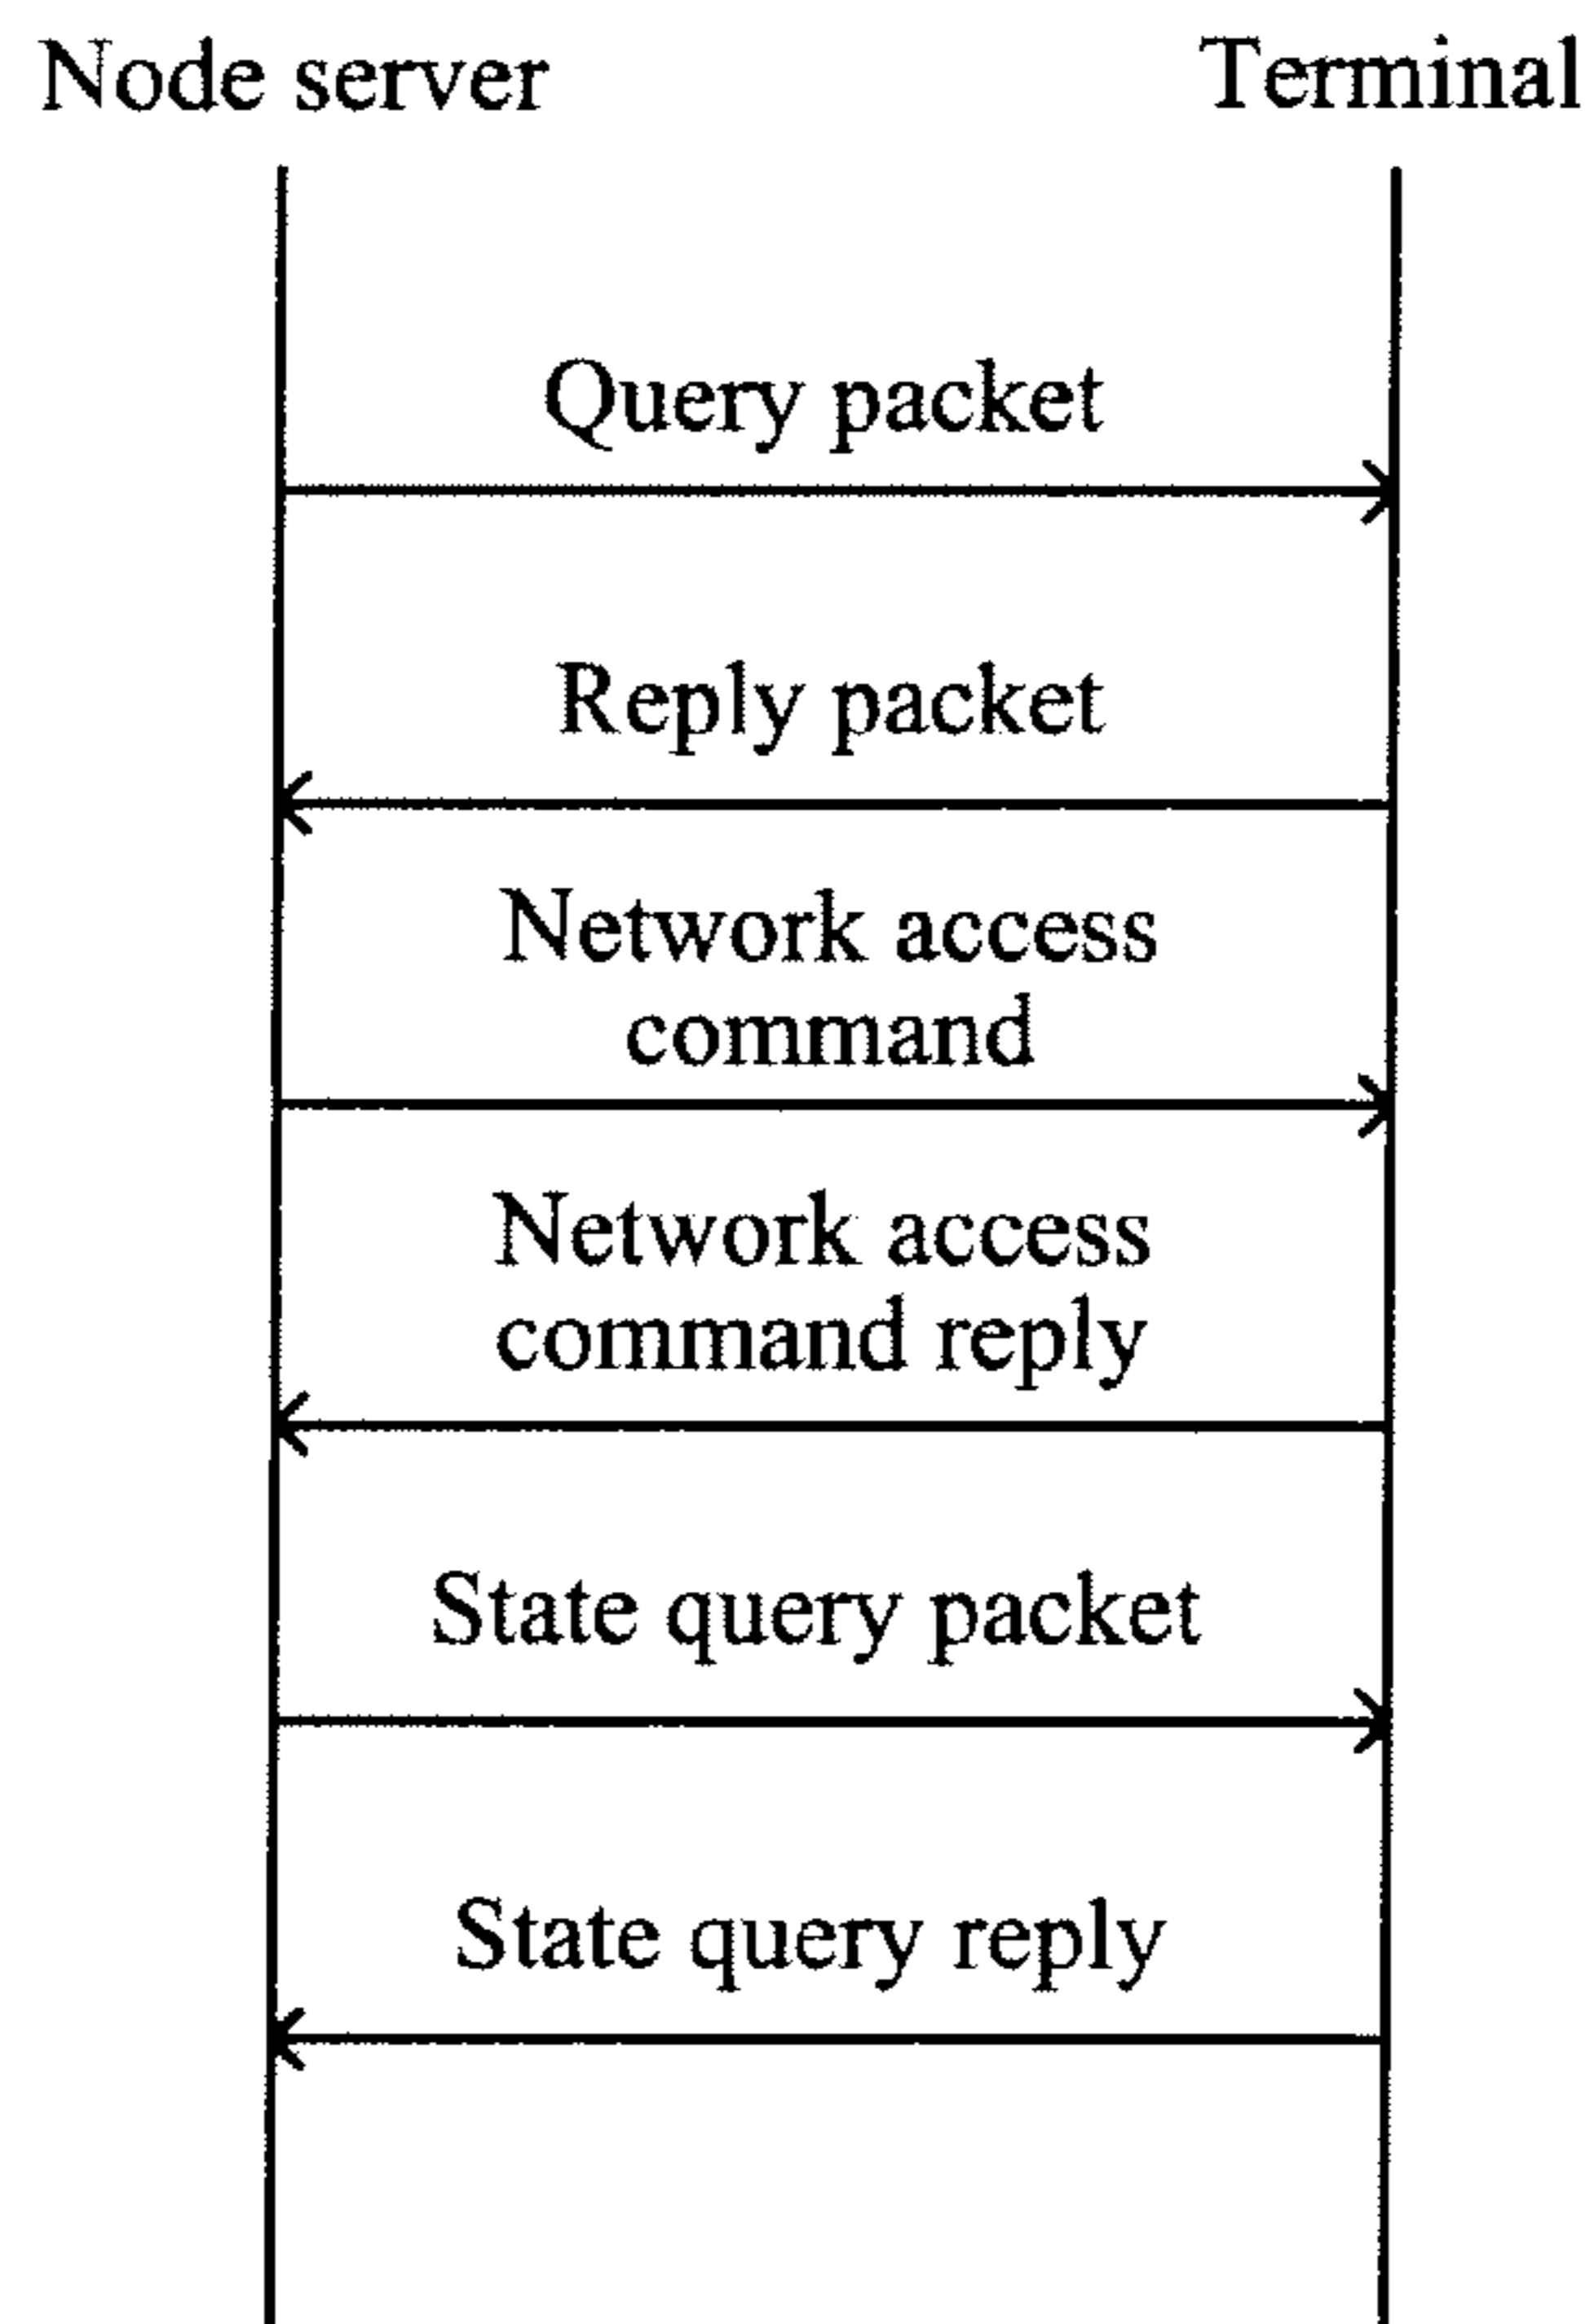 Node server
Terminal
Query packet
Reply packet
Network access
command
Network access
command reply
State query packet
State query reply